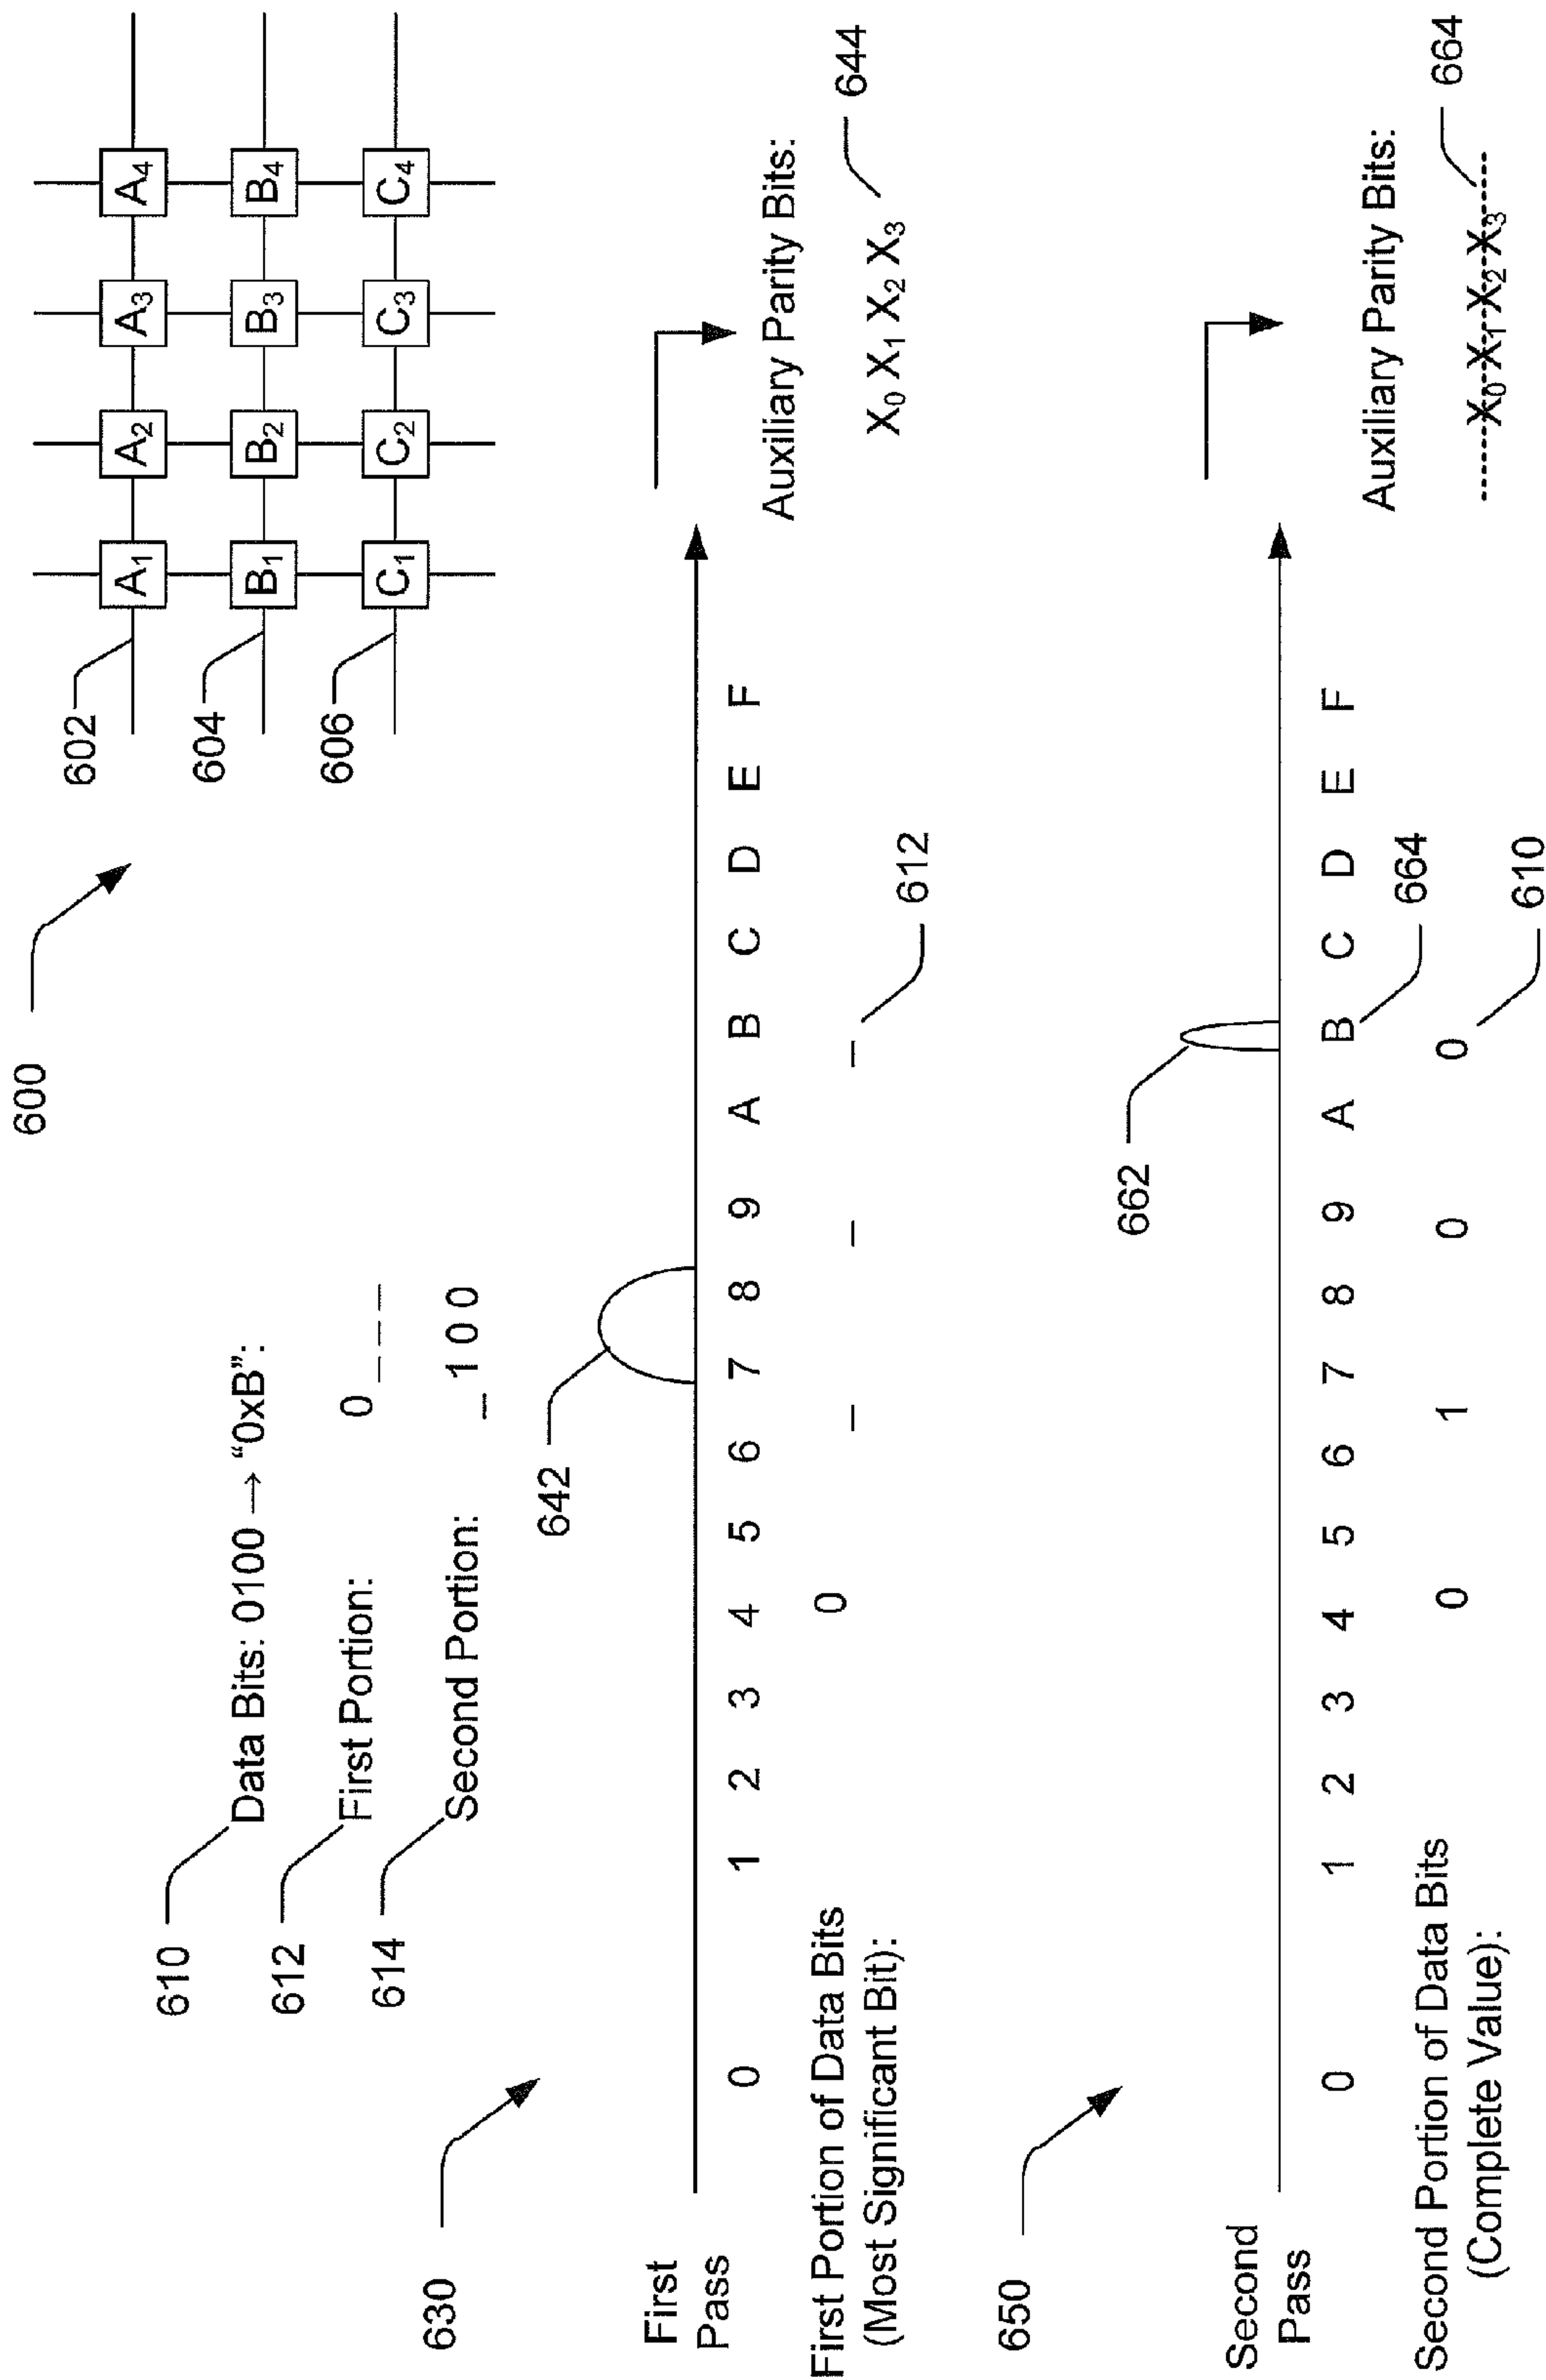 600
602
604
606
A1 A2 A3 A4
B1 B2 B3 B4
C1 C2 C3 C4
610
Data Bits: 0100 → “0xB”:
612
First Portion: 0 _ _ _
614
Second Portion: _ 1 0 0
630
642
First
Pass
0 1 2 3 4 5 6 7 8 9 A B C D E F
First Portion of Data Bits
(Most Significant Bit):
0 _ _ _
612
Auxiliary Parity Bits:
X0 X1 X2 X3
644
650
662
Second
Pass
0 1 2 3 4 5 6 7 8 9 A B C D E F
664
Second Portion of Data Bits
(Complete Value):
0 1 0 0
610
Auxiliary Parity Bits:
X0 X1 X2 X3
664